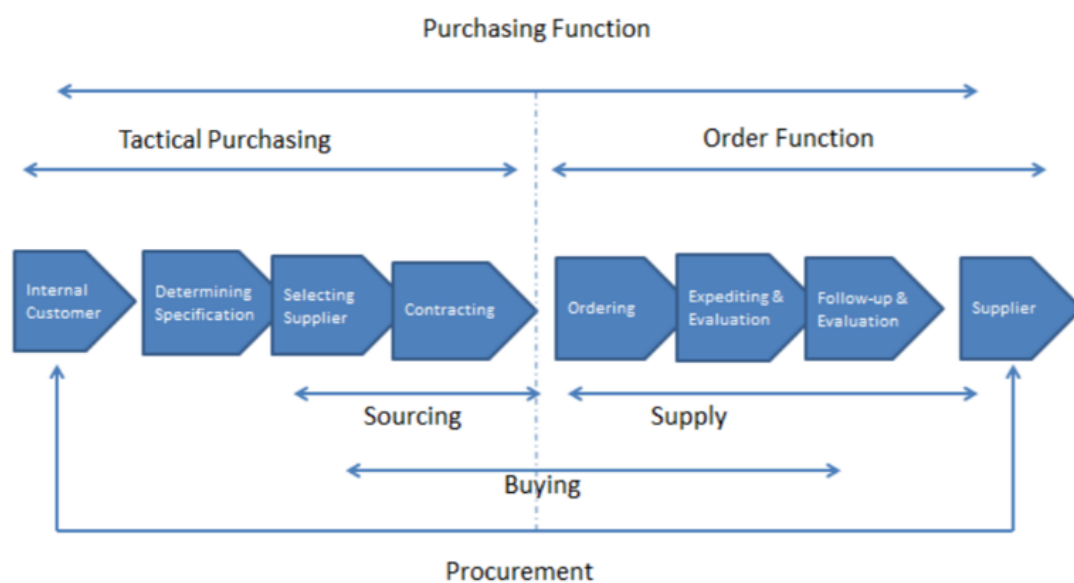 Purchasing Function
Tactical Purchasing
Order Function
Internal
Customer
Determining
Specification
Selecting
Supplier
Contracting
Ordering
Expediting &
Evaluation
Follow-up &
Evaluation
Supplier
Sourcing
Supply
Buying
Procurement